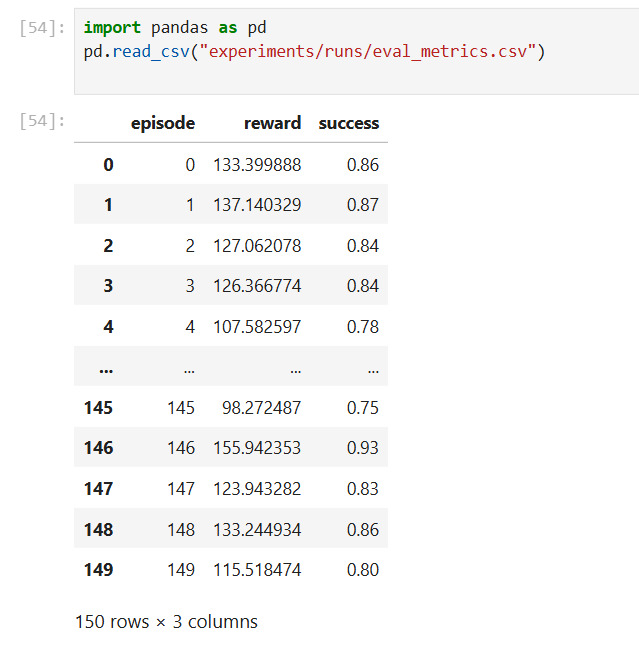 [54]: import pandas as pd
pd.read_csv("experiments/runs/eval_metrics.csv")
[54]: episode reward success
0 0 133.399888 0.86
1 1 137.140329 0.87
2 2 127.062078 0.84
3 3 126.366774 0.84
4 4 107.582597 0.78
... ... ... ...
145 145 98.272487 0.75
146 146 155.942353 0.93
147 147 123.943282 0.83
148 148 133.244934 0.86
149 149 115.518474 0.80
150 rows × 3 columns